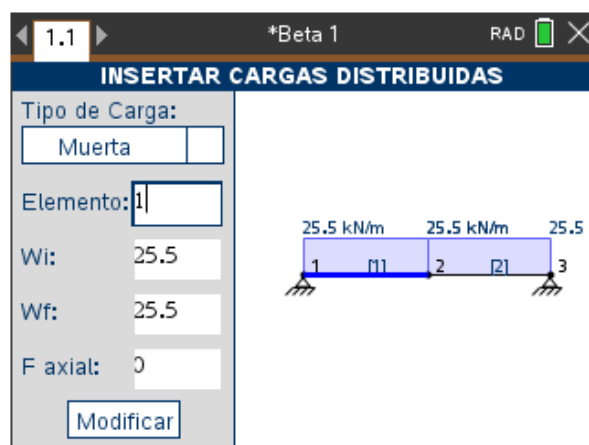 1.1 *Beta 1 RAD
INSERTAR CARGAS DISTRIBUIDAS
Tipo de Carga:
Muerta
Elemento: 1
Wi: 25.5
Wf: 25.5
F axial: 0
Modificar
25.5 kN/m 25.5 kN/m 25.5
1 [1] 2 [2] 3